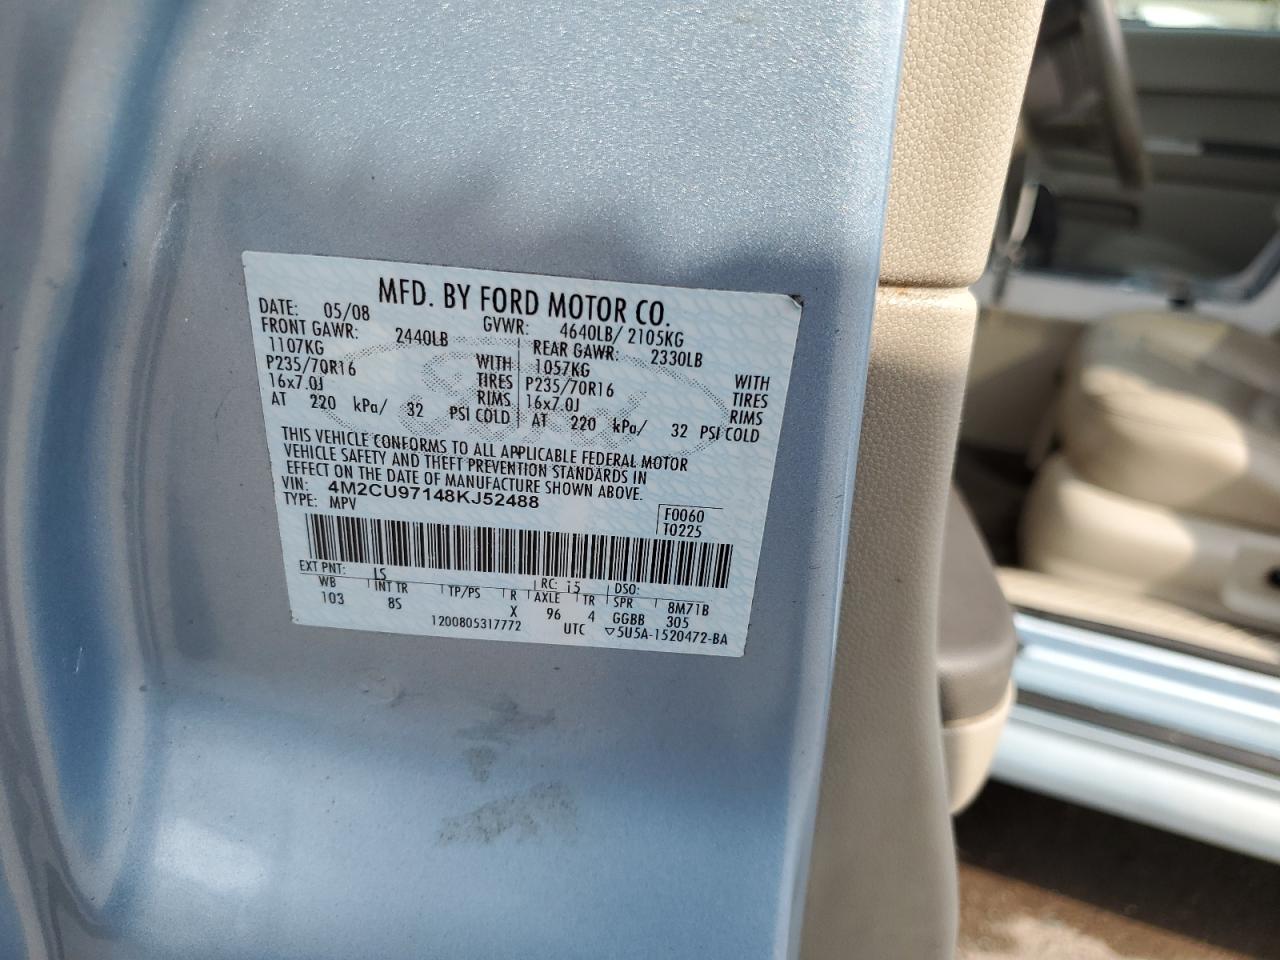 MFD. BY FORD MOTOR CO.
DATE: 05/08 GVWR: 4640LB/ 2105KG
FRONT GAWR: 2440LB REAR GAWR: 2330LB
1107KG WITH 1057KG WITH
P235/70R16 TIRES P235/70R16 TIRES
16x7.0J RIMS 16x7.0J RIMS
AT 220 kPa/ 32 PSI COLD AT 220 kPa/ 32 PSI COLD
THIS VEHICLE CONFORMS TO ALL APPLICABLE FEDERAL MOTOR
VEHICLE SAFETY AND THEFT PREVENTION STANDARDS IN
EFFECT ON THE DATE OF MANUFACTURE SHOWN ABOVE.
VIN: 4M2CU97148KJ52488
TYPE: MPV F0060
T0225
EXT PNT: LS RC: 15 DSO:
WB INT TR TP/PS R AXLE TR SPR 8M71B
103 8S X 96 4 GGBB 305
1200805317772 UTC ▽5U5A-1520472-BA